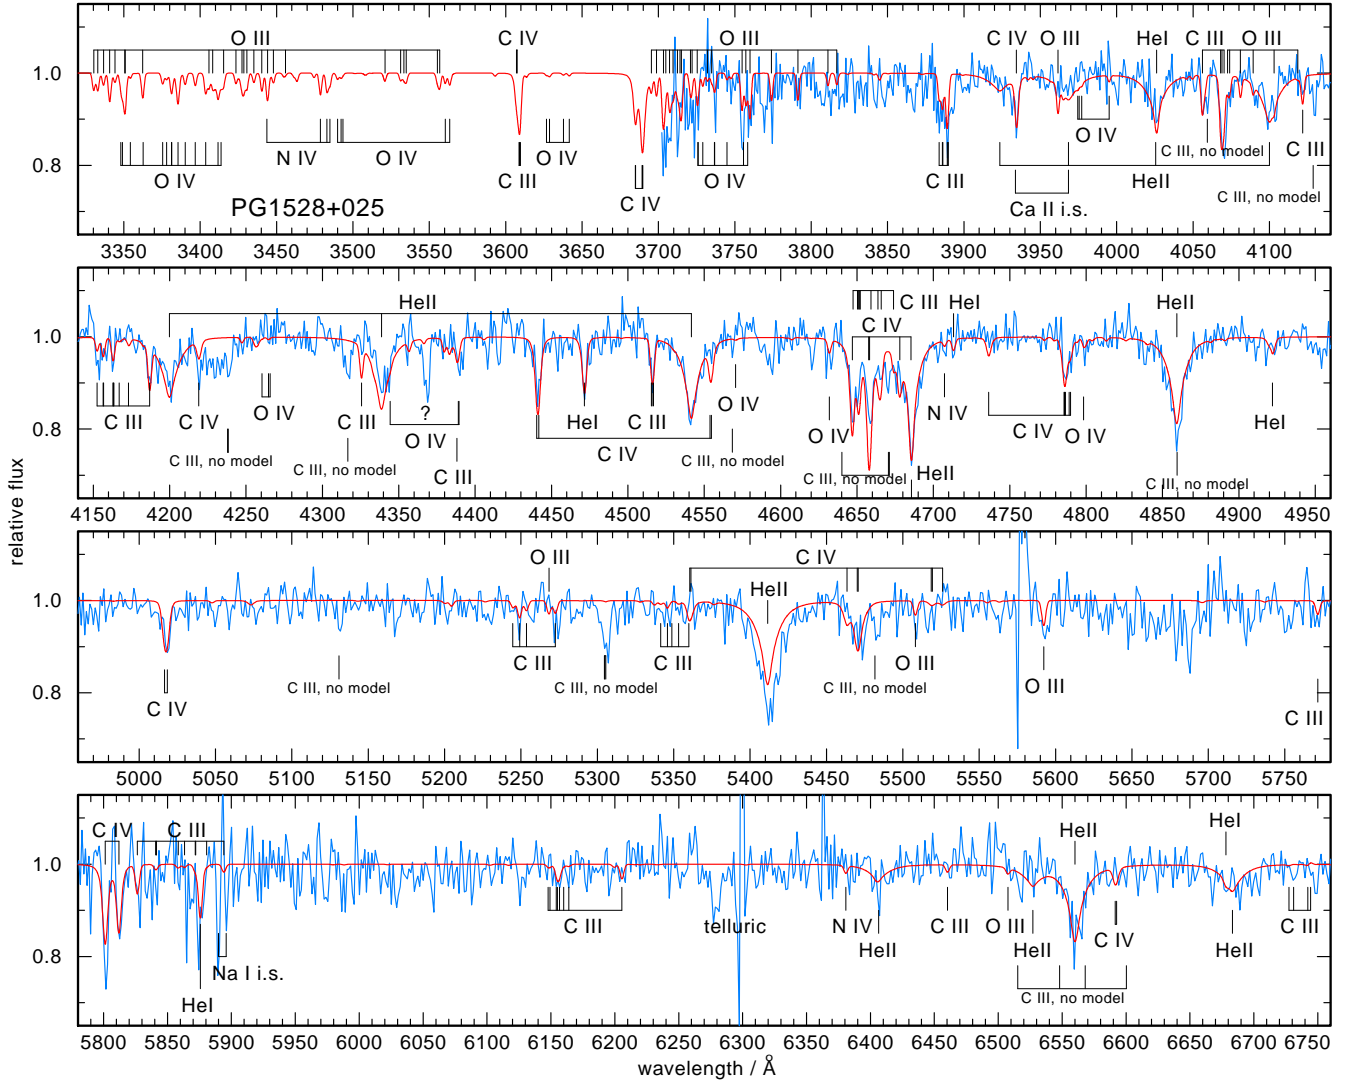 O III C IV O III C IV O III HeI C III O III
1.0
0.8
N IV O IV C III O IV O IV C III O IV C III, no model C III
O IV C IV HeII
PG1528+025 Ca II i.s. C III, no model
3350 3400 3450 3500 3550 3600 3650 3700 3750 3800 3850 3900 3950 4000 4050 4100
HeII C III HeI HeII
C IV
1.0
0.8
C III C IV O IV C III ? HeI C III O IV N IV HeI
O IV C IV O IV C IV O IV
C III, no model C III, no model C III C III, no model C III, no model HeII C III, no model
4150 4200 4250 4300 4350 4400 4450 4500 4550 4600 4650 4700 4750 4800 4850 4900 4950
relative flux
O III C IV
HeII
1.0
0.8
C III C III O III
C IV C III, no model C III, no model C III, no model O III C III
5000 5050 5100 5150 5200 5250 5300 5350 5400 5450 5500 5550 5600 5650 5700 5750
C IV C III HeII HeI
1.0
0.8
C III telluric N IV C III O III C IV C III
HeII HeII HeII
Na I i.s.
HeI C III, no model
5800 5850 5900 5950 6000 6050 6100 6150 6200 6250 6300 6350 6400 6450 6500 6550 6600 6650 6700 6750
wavelength / Å